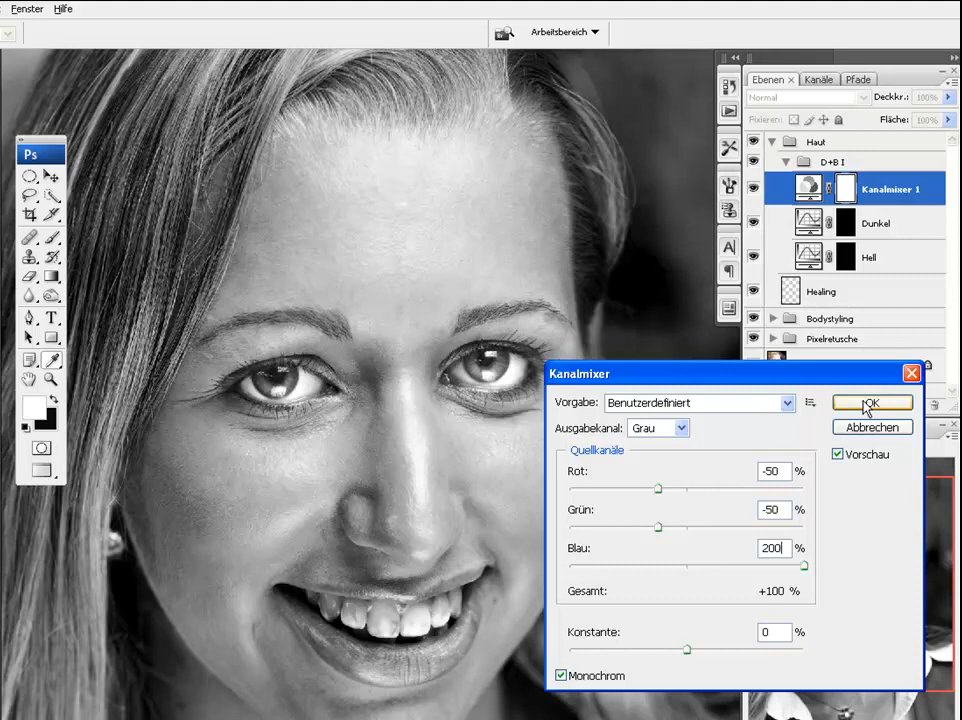 Fenster Hilfe
Arbeitsbereich
Ps
T
A
Ebenen × Kanäle Pfade
Normal Deckkr.: 100%
Fixieren: Fläche: 100%
Haut
D+B I
Kanalmixer 1
Dunkel
Hell
Healing
Bodystyling
Pixelretusche
Kanalmixer
Vorgabe: Benutzerdefiniert OK
Ausgabekanal: Grau Abbrechen
Quellkanäle Vorschau
Rot: -50 %
Grün: -50 %
Blau: 200 %
Gesamt: +100 %
Konstante: 0 %
Monochrom